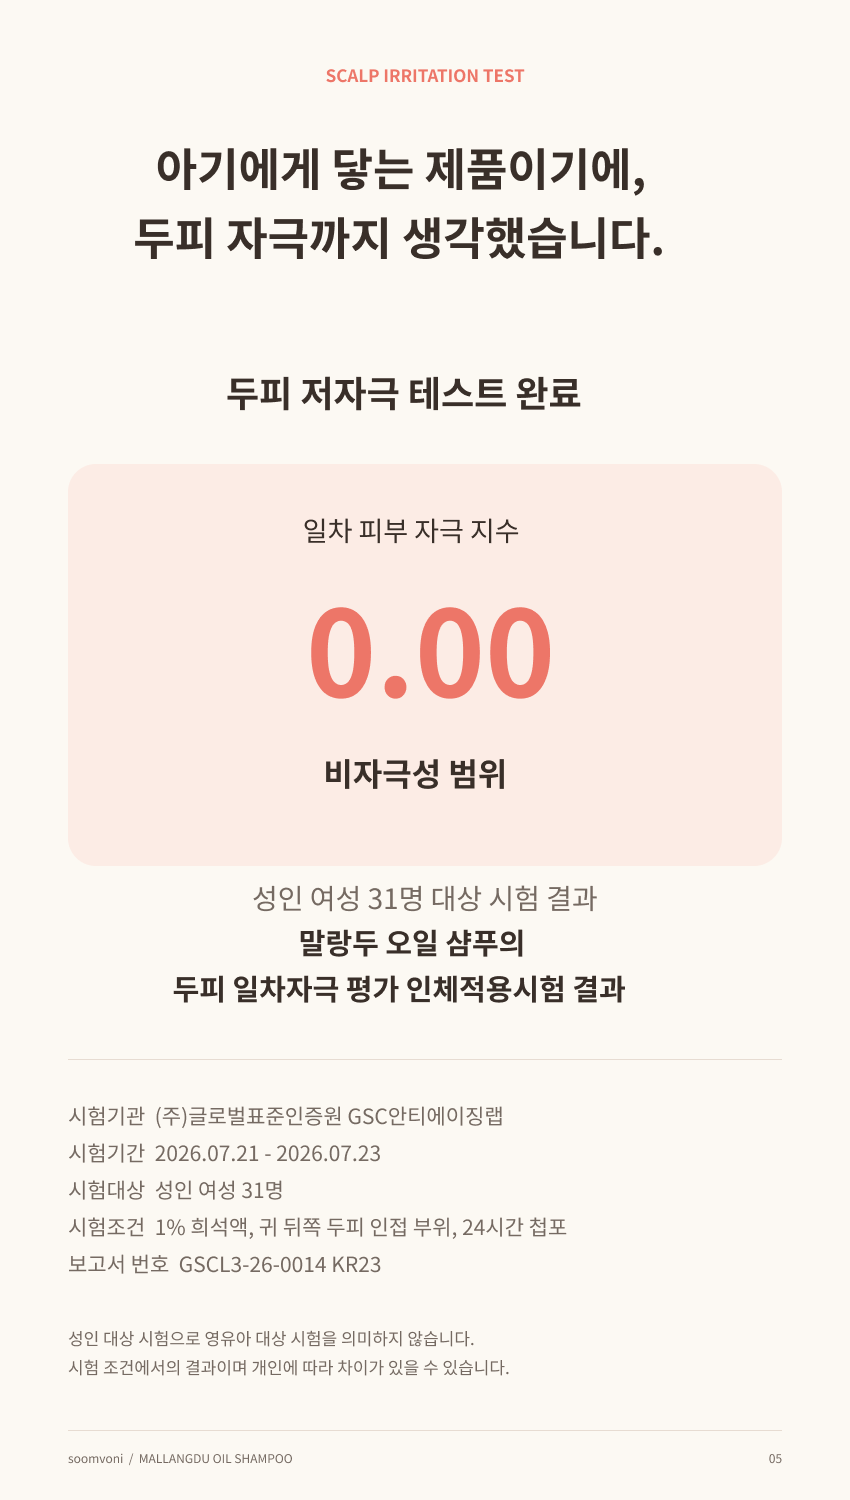 SCALP IRRITATION TEST
아기에게 닿는 제품이기에,
두피 자극까지 생각했습니다.
두피 저자극 테스트 완료
일차 피부 자극 지수
0.00
비자극성 범위
성인 여성 31명 대상 시험 결과
말랑두 오일 샴푸의
두피 일차자극 평가 인체적용시험 결과
시험기관 (주)글로벌표준인증원 GSC안티에이징랩
시험기간 2026.07.21 - 2026.07.23
시험대상 성인 여성 31명
시험조건 1% 희석액, 귀 뒤쪽 두피 인접 부위, 24시간 첩포
보고서 번호 GSCL3-26-0014 KR23
성인 대상 시험으로 영유아 대상 시험을 의미하지 않습니다.
시험 조건에서의 결과이며 개인에 따라 차이가 있을 수 있습니다.
soomvoni / MALLANGDU OIL SHAMPOO
05